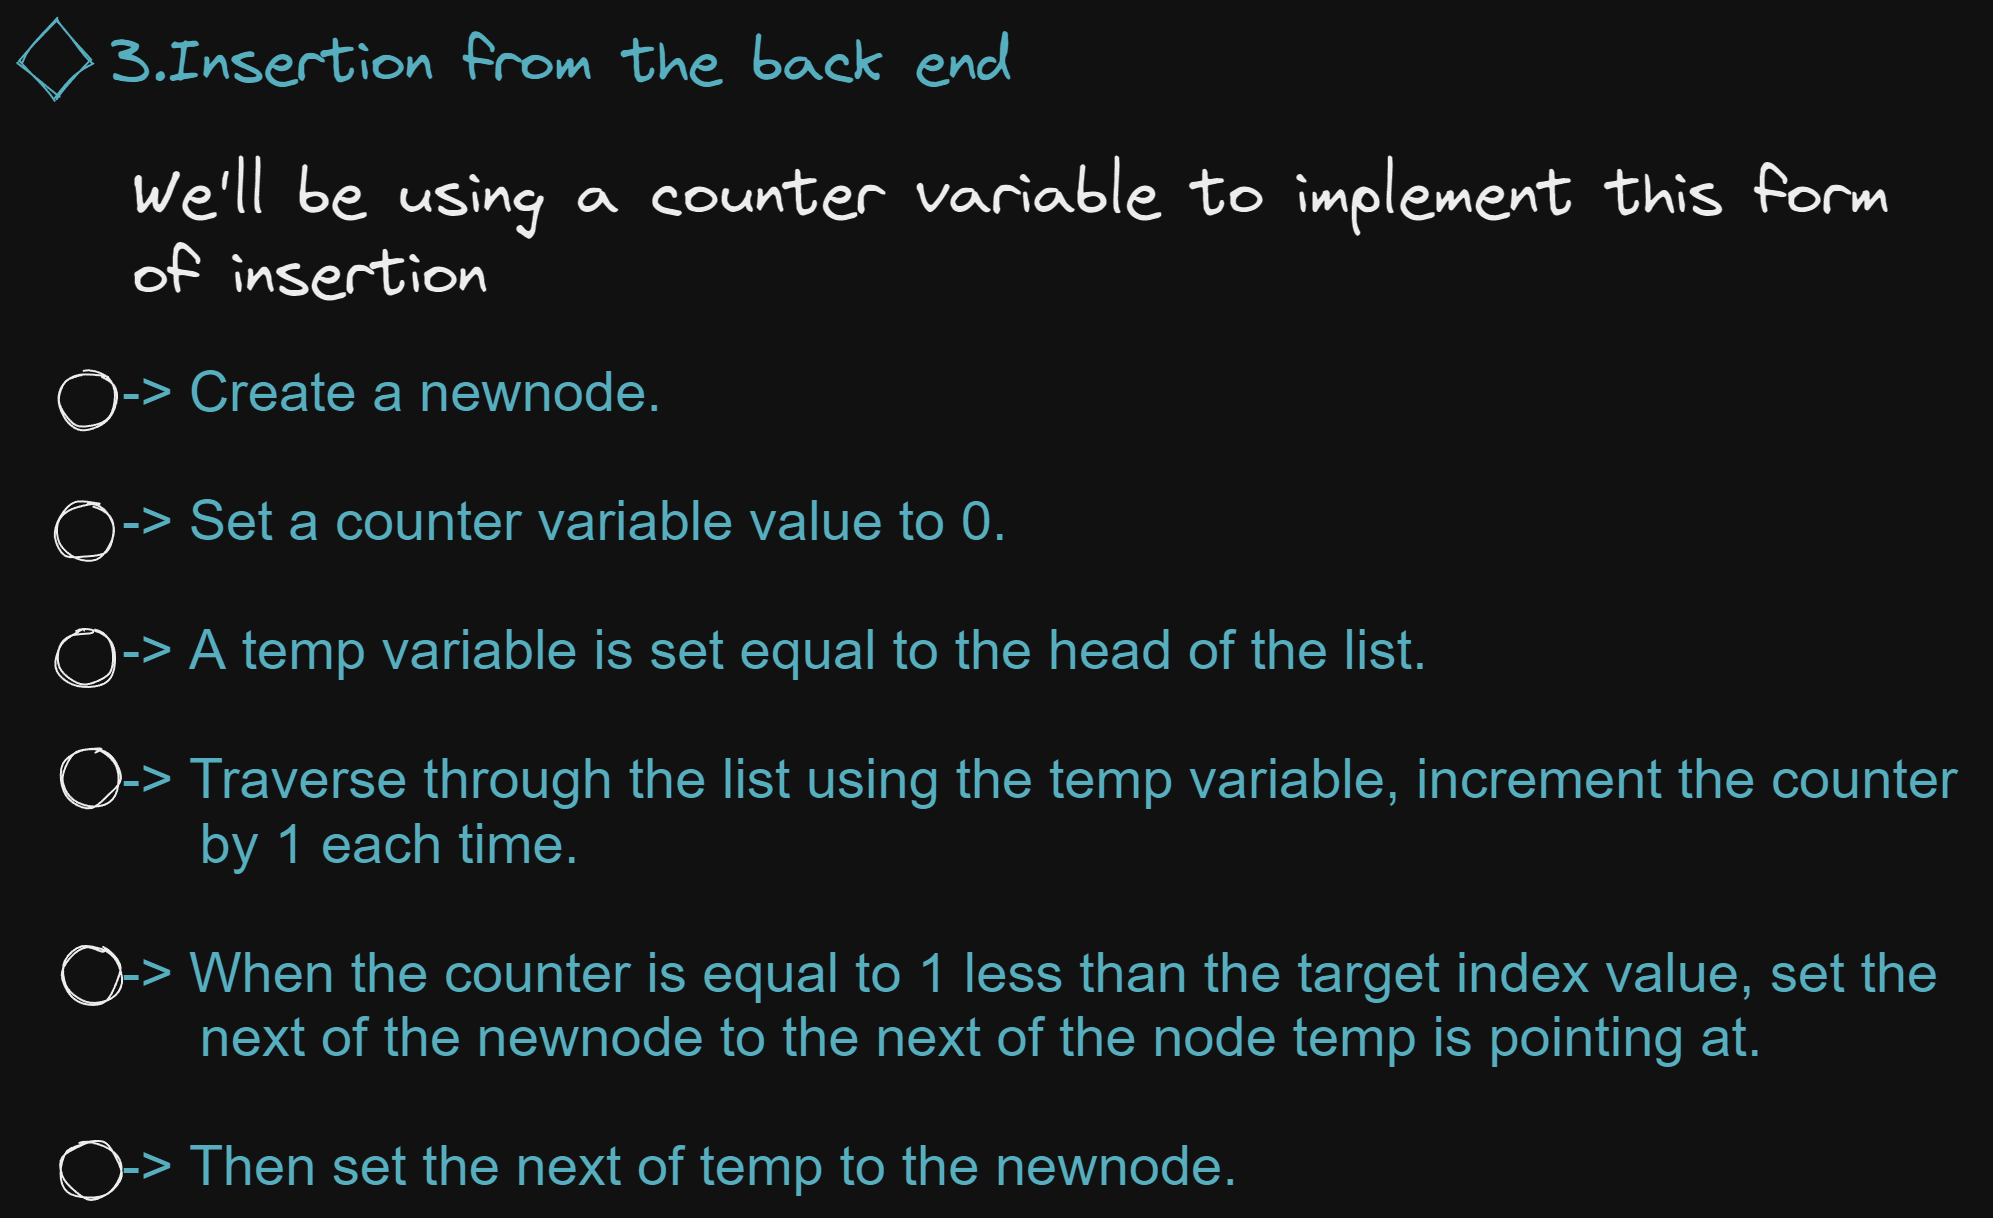 3.Insertion from the back end
We'll be using a counter variable to implement this form
of insertion
-> Create a newnode.
-> Set a counter variable value to 0.
-> A temp variable is set equal to the head of the list.
-> Traverse through the list using the temp variable, increment the counter
by 1 each time.
-> When the counter is equal to 1 less than the target index value, set the
next of the newnode to the next of the node temp is pointing at.
-> Then set the next of temp to the newnode.